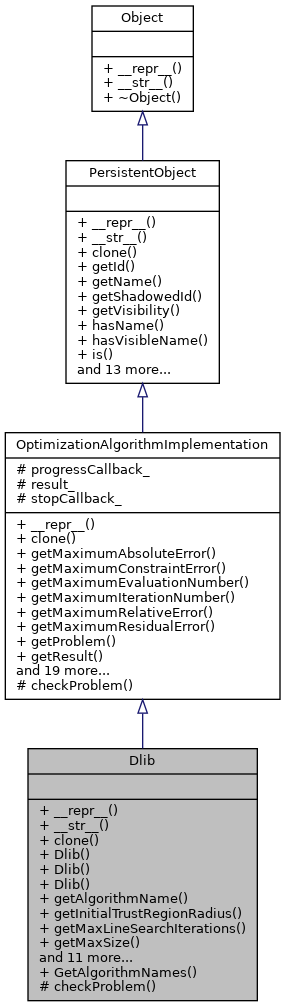 Object
+ __repr__()
+ __str__()
+ ~Object()
PersistentObject
+ __repr__()
+ __str__()
+ clone()
+ getId()
+ getName()
+ getShadowedId()
+ getVisibility()
+ hasName()
+ hasVisibleName()
+ is()
and 13 more...
OptimizationAlgorithmImplementation
# progressCallback_
# result_
# stopCallback_
+ __repr__()
+ clone()
+ getMaximumAbsoluteError()
+ getMaximumConstraintError()
+ getMaximumEvaluationNumber()
+ getMaximumIterationNumber()
+ getMaximumRelativeError()
+ getMaximumResidualError()
+ getProblem()
+ getResult()
and 19 more...
# checkProblem()
Dlib
+ __repr__()
+ __str__()
+ clone()
+ Dlib()
+ Dlib()
+ Dlib()
+ getAlgorithmName()
+ getInitialTrustRegionRadius()
+ getMaxLineSearchIterations()
+ getMaxSize()
and 11 more...
+ GetAlgorithmNames()
# checkProblem()